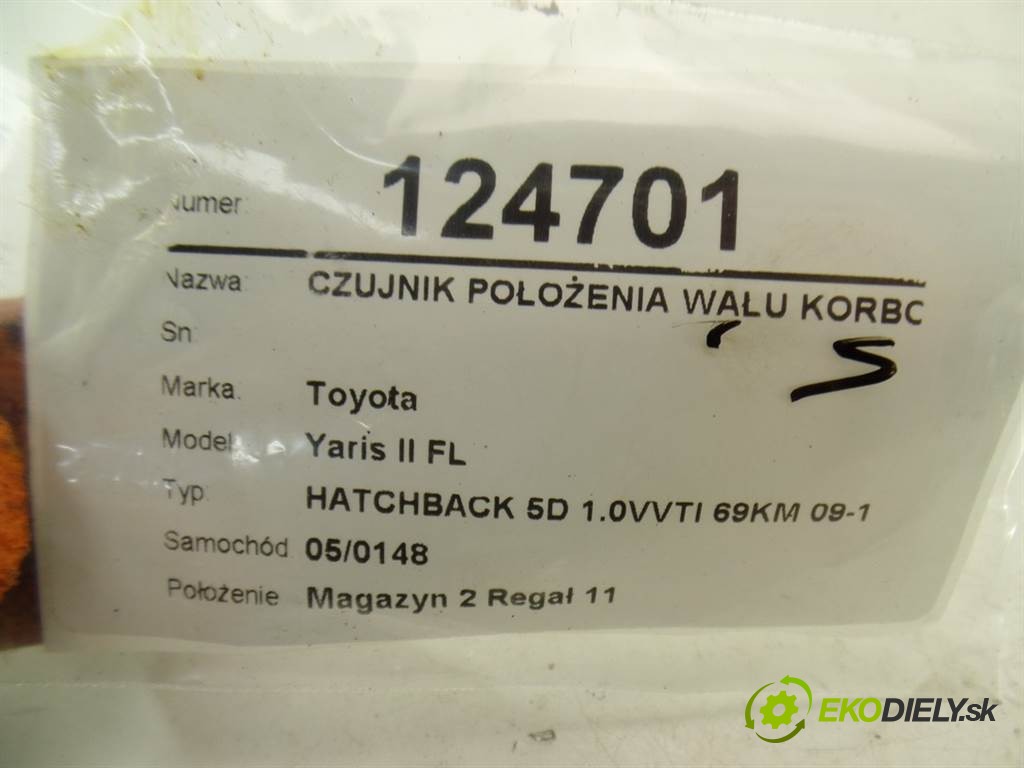 Numer: 124701
Nazwa: CZUJNIK POŁOŻENIA WAŁU KORBO
Sn:
Marka: Toyota
Model: Yaris II FL
Typ: HATCHBACK 5D 1.0VVTI 69KM 09-1
Samochód 05/0148
Położenie Magazyn 2 Regał 11
S
EKODIELY.sk